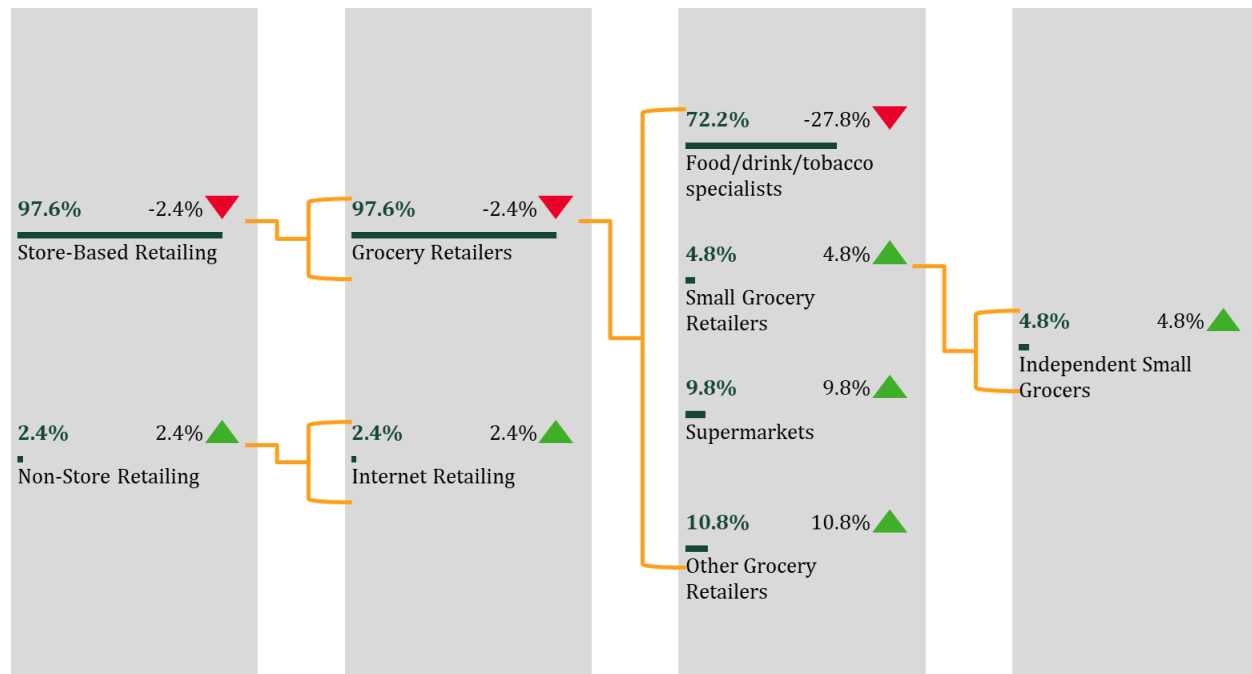 97.6% -2.4%
Store-Based Retailing
2.4% 2.4%
Non-Store Retailing
97.6% -2.4%
Grocery Retailers
2.4% 2.4%
Internet Retailing
72.2% -27.8%
Food/drink/tobacco
specialists
4.8% 4.8%
Small Grocery
Retailers
9.8% 9.8%
Supermarkets
10.8% 10.8%
Other Grocery
Retailers
4.8% 4.8%
Independent Small
Grocers